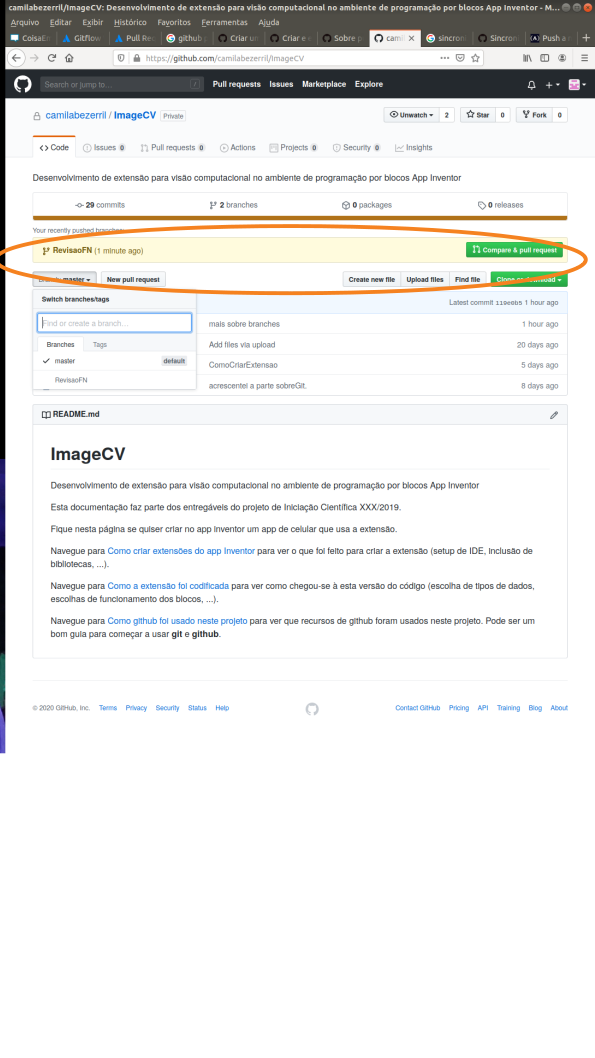 camilabezerril/ImageCV: Desenvolvimento de extensão para visão computacional no ambiente de programação por blocos App Inventor - M...
Arquivo Editar Exibir Histórico Favoritos Ferramentas Ajuda
CoisaEn Gitflow Pull Rec github p Criar um Criar e e Sobre p camil sincroni Sincron Push a s
https://github.com/camilabezerril/ImageCV
Search or jump to... / Pull requests Issues Marketplace Explore
camilabezerril / ImageCV Private
Unwatch 2 Star 0 Fork 0
Code Issues 0 Pull requests 0 Actions Projects 0 Security 0 Insights
Desenvolvimento de extensão para visão computacional no ambiente de programação por blocos App Inventor
29 commits 2 branches 0 packages 0 releases
Your recently pushed branches:
RevisaoFN (1 minute ago) Compare & pull request
Branch: master New pull request Create new file Upload files Find file Clone or download
Switch branches/tags
Latest commit 1 hour ago
Find or create a branch...
mais sobre branches 1 hour ago
Branches Tags
Add files via upload 20 days ago
master default
ComoCriarExtensao 5 days ago
RevisaoFN
acrescentei a parte sobreGit. 8 days ago
README.md
ImageCV
Desenvolvimento de extensão para visão computacional no ambiente de programação por blocos App Inventor
Esta documentação faz parte dos entregáveis do projeto de Iniciação Científica XXX/2019.
Fique nesta página se quiser criar no app inventor um app de celular que usa a extensão.
Navegue para Como criar extensões do app Inventor para ver o que foi feito para criar a extensão (setup de IDE, inclusão de
bibliotecas, ...).
Navegue para Como a extensão foi codificada para ver como chegou-se à esta versão do código (escolha de tipos de dados,
escolhas de funcionamento dos blocos, ...).
Navegue para Como github foi usado neste projeto para ver que recursos de github foram usados neste projeto. Pode ser um
bom guia para começar a usar git e github.
© 2020 GitHub, Inc. Terms Privacy Security Status Help Contact GitHub Pricing API Training Blog About